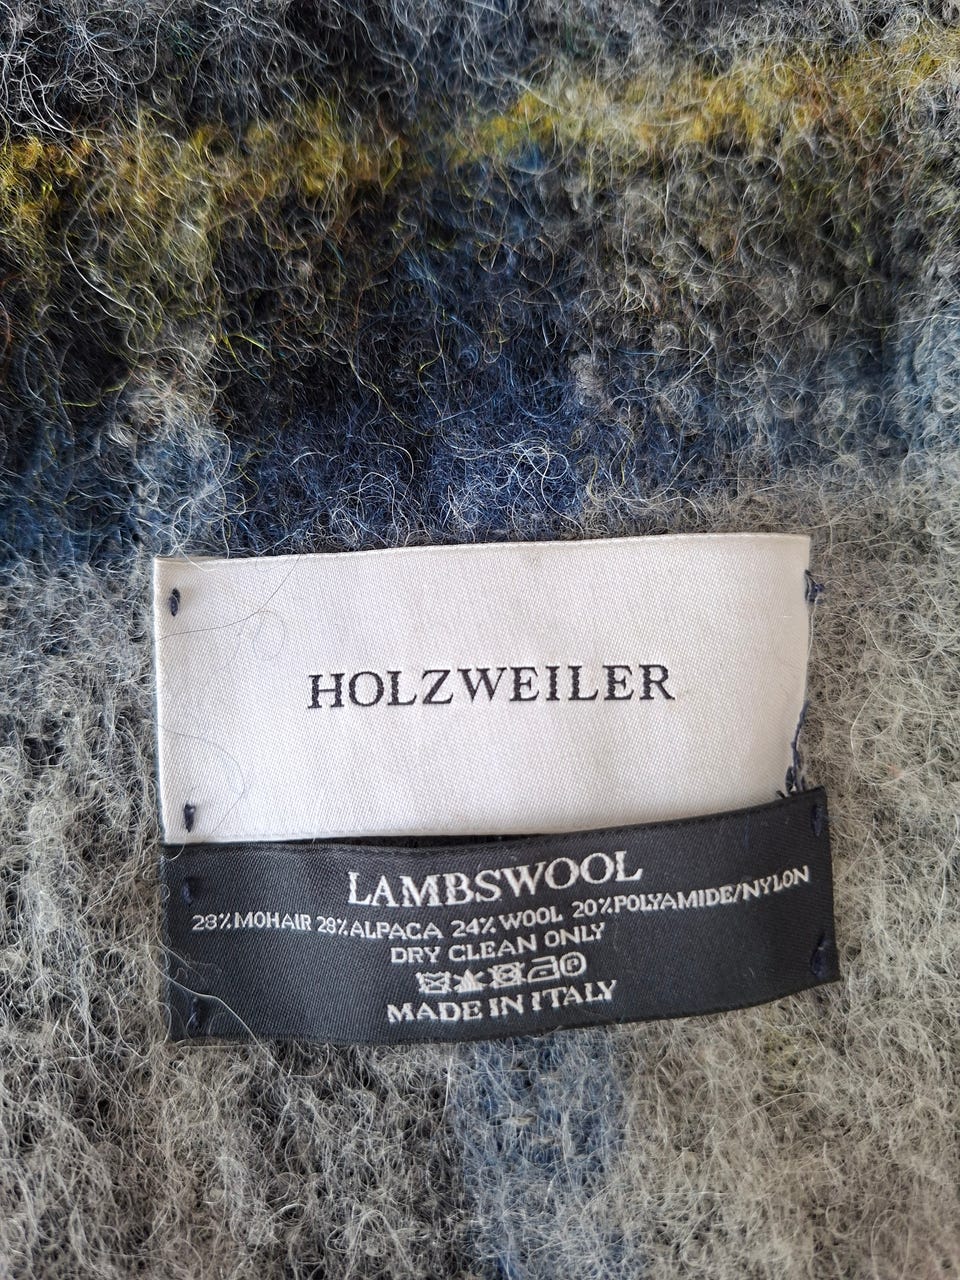 HOLZWEILER
LAMBSWOOL
28%MOHAIR 28%ALPACA 24% WOOL 20%POLYAMIDE/NYLON
DRY CLEAN ONLY
P
MADE IN ITALY